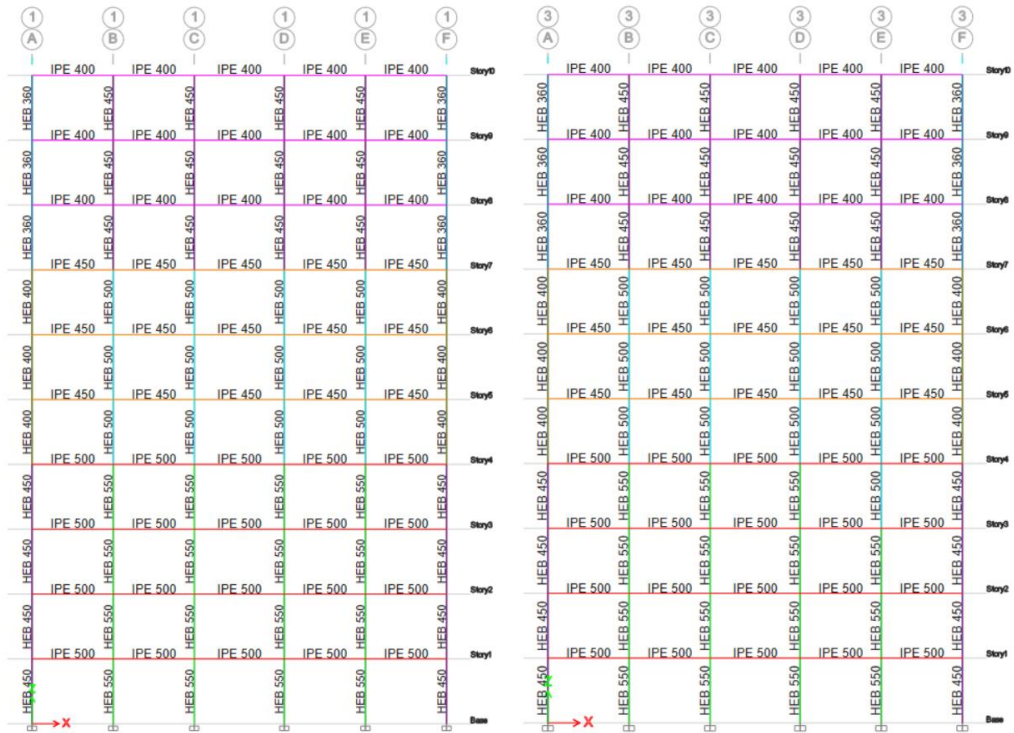 1 1 1 1 1 1
A B C D E F
IPE 400 IPE 400 IPE 400 IPE 400 IPE 400 Story10
HEB 360 HEB 450 HEB 450 HEB 450 HEB 450 HEB 360
IPE 400 IPE 400 IPE 400 IPE 400 IPE 400 Story9
HEB 360 HEB 450 HEB 450 HEB 450 HEB 450 HEB 360
IPE 400 IPE 400 IPE 400 IPE 400 IPE 400 Story8
HEB 360 HEB 450 HEB 450 HEB 450 HEB 450 HEB 360
IPE 450 IPE 450 IPE 450 IPE 450 IPE 450 Story7
HEB 400 HEB 500 HEB 500 HEB 500 HEB 500 HEB 400
IPE 450 IPE 450 IPE 450 IPE 450 IPE 450 Story6
HEB 400 HEB 500 HEB 500 HEB 500 HEB 500 HEB 400
IPE 450 IPE 450 IPE 450 IPE 450 IPE 450 Story5
HEB 400 HEB 500 HEB 500 HEB 500 HEB 500 HEB 400
IPE 500 IPE 500 IPE 500 IPE 500 IPE 500 Story4
HEB 450 HEB 550 HEB 550 HEB 550 HEB 550 HEB 450
IPE 500 IPE 500 IPE 500 IPE 500 IPE 500 Story3
HEB 450 HEB 550 HEB 550 HEB 550 HEB 550 HEB 450
IPE 500 IPE 500 IPE 500 IPE 500 IPE 500 Story2
HEB 450 HEB 550 HEB 550 HEB 550 HEB 550 HEB 450
IPE 500 IPE 500 IPE 500 IPE 500 IPE 500 Story1
HEB 450 HEB 550 HEB 550 HEB 550 HEB 550 HEB 450
X Base
3 3 3 3 3 3
A B C D E F
IPE 400 IPE 400 IPE 400 IPE 400 IPE 400 Story10
HEB 360 HEB 450 HEB 450 HEB 450 HEB 450 HEB 360
IPE 400 IPE 400 IPE 400 IPE 400 IPE 400 Story9
HEB 360 HEB 450 HEB 450 HEB 450 HEB 450 HEB 360
IPE 400 IPE 400 IPE 400 IPE 400 IPE 400 Story8
HEB 360 HEB 450 HEB 450 HEB 450 HEB 450 HEB 360
IPE 450 IPE 450 IPE 450 IPE 450 IPE 450 Story7
HEB 400 HEB 500 HEB 500 HEB 500 HEB 500 HEB 400
IPE 450 IPE 450 IPE 450 IPE 450 IPE 450 Story6
HEB 400 HEB 500 HEB 500 HEB 500 HEB 500 HEB 400
IPE 450 IPE 450 IPE 450 IPE 450 IPE 450 Story5
HEB 400 HEB 500 HEB 500 HEB 500 HEB 500 HEB 400
IPE 500 IPE 500 IPE 500 IPE 500 IPE 500 Story4
HEB 450 HEB 550 HEB 550 HEB 550 HEB 500 HEB 450
IPE 500 IPE 500 IPE 500 IPE 500 IPE 500 Story3
HEB 450 HEB 550 HEB 550 HEB 550 HEB 550 HEB 450
IPE 500 IPE 500 IPE 500 IPE 500 IPE 500 Story2
HEB 450 HEB 550 HEB 550 HEB 550 HEB 550 HEB 450
IPE 500 IPE 500 IPE 500 IPE 500 IPE 500 Story1
HEB 450 HEB 550 HEB 550 HEB 550 HEB 550 HEB 450
X Base